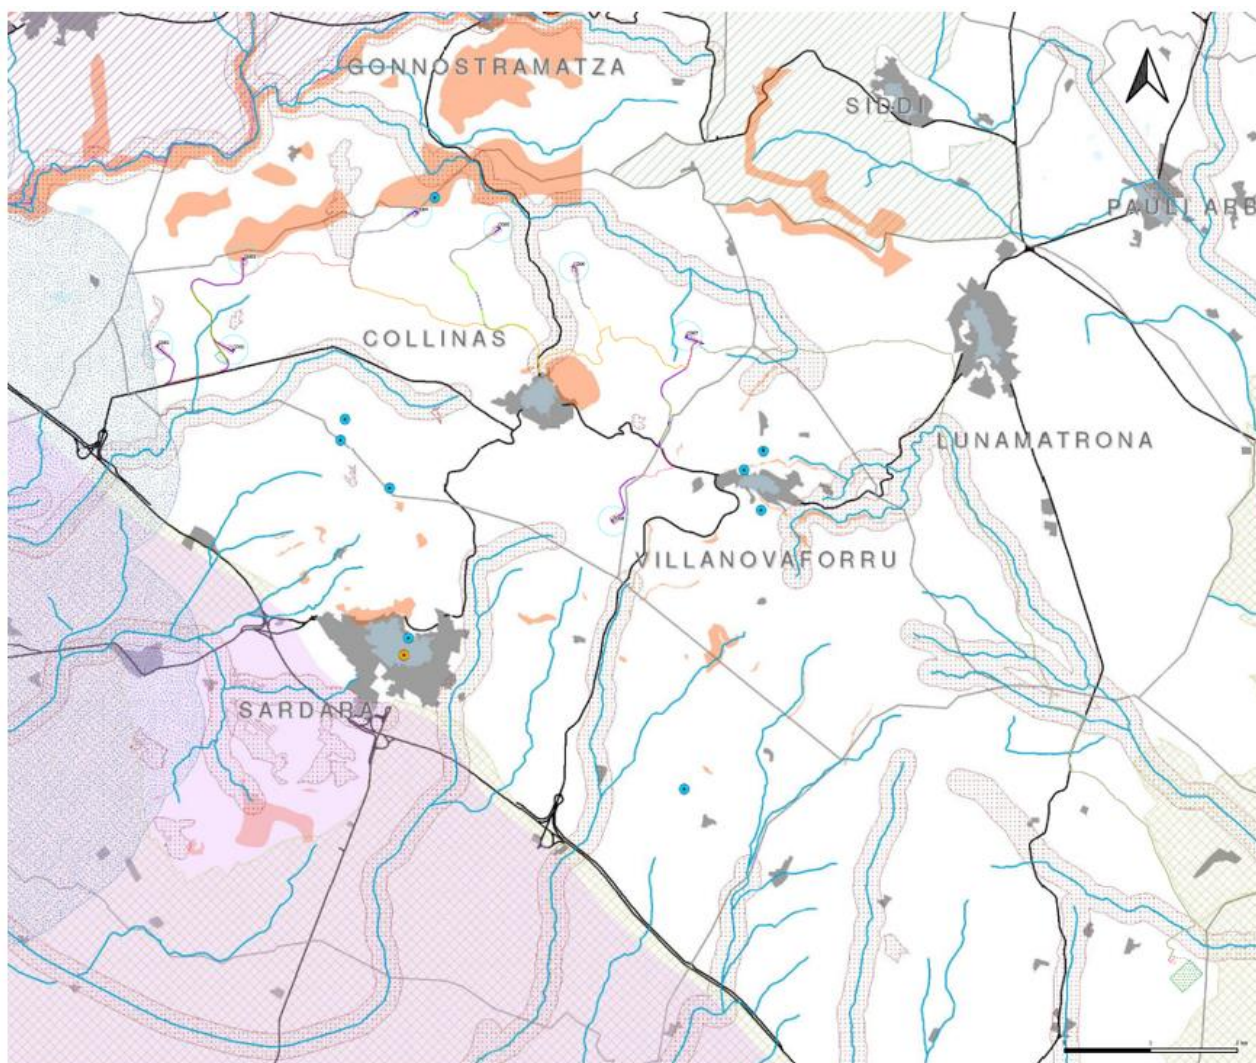 GONNOSTRAMATZA
SIDDI
PAULI ARB
COLLINAS
LUNAMATRONA
VILLANOVAFORRU
SARDARA